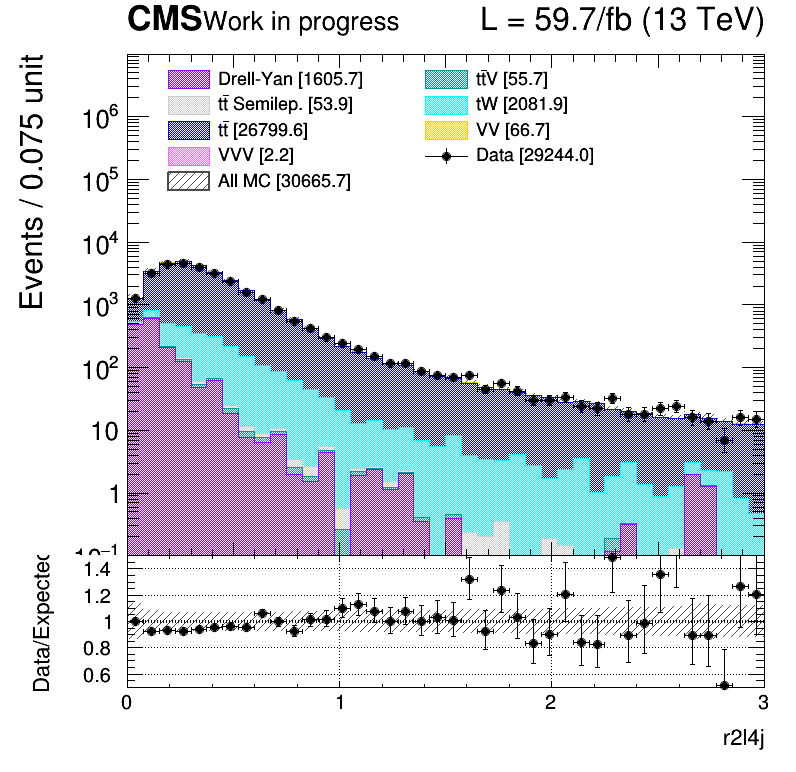 CMS Work in progress L = 59.7/fb (13 TeV)
Events / 0.075 unit
Drell-Yan [1605.7]
tt̄ Semilep. [53.9]
tt̄ [26799.6]
VVV [2.2]
All MC [30665.7]
tt̄V [55.7]
tW [2081.9]
VV [66.7]
Data [29244.0]
10⁶
10⁵
10⁴
10³
10²
10
1
10⁻¹
Data/Expected
1.4
1.2
1
0.8
0.6
0 1 2 3
r2l4j